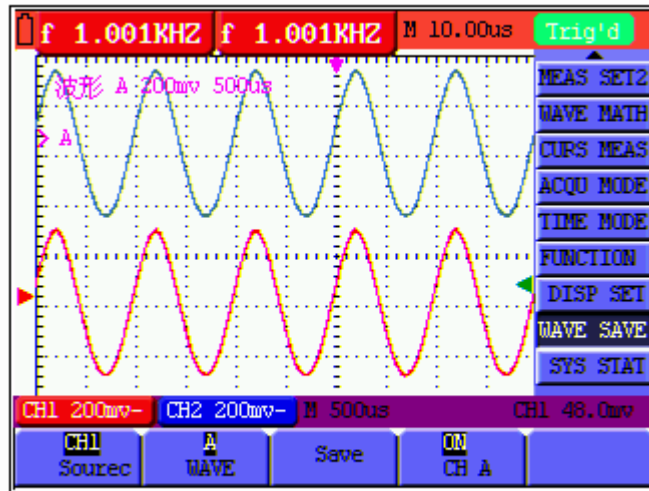 f 1.001KHZ f 1.001KHZ M 10.00us Trig'd
波形 A 200mv 500us
A
MEAS SET2
WAVE MATH
CURS MEAS
ACQU MODE
TIME MODE
FUNCTION
DISP SET
WAVE SAVE
SYS STAT
CH1 200mv- CH2 200mv- M 500us CH1 48.0mv
CH1 A Save ON
Sourec WAVE CH A